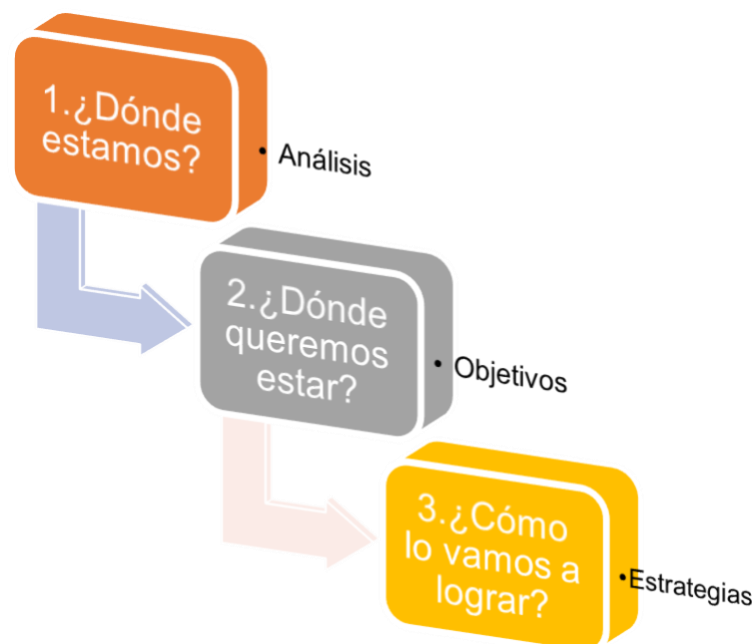 1.¿Dónde
estamos?
• Análisis
2.¿Dónde
queremos
estar?
• Objetivos
3.¿Cómo
lo vamos a
lograr?
•Estrategias